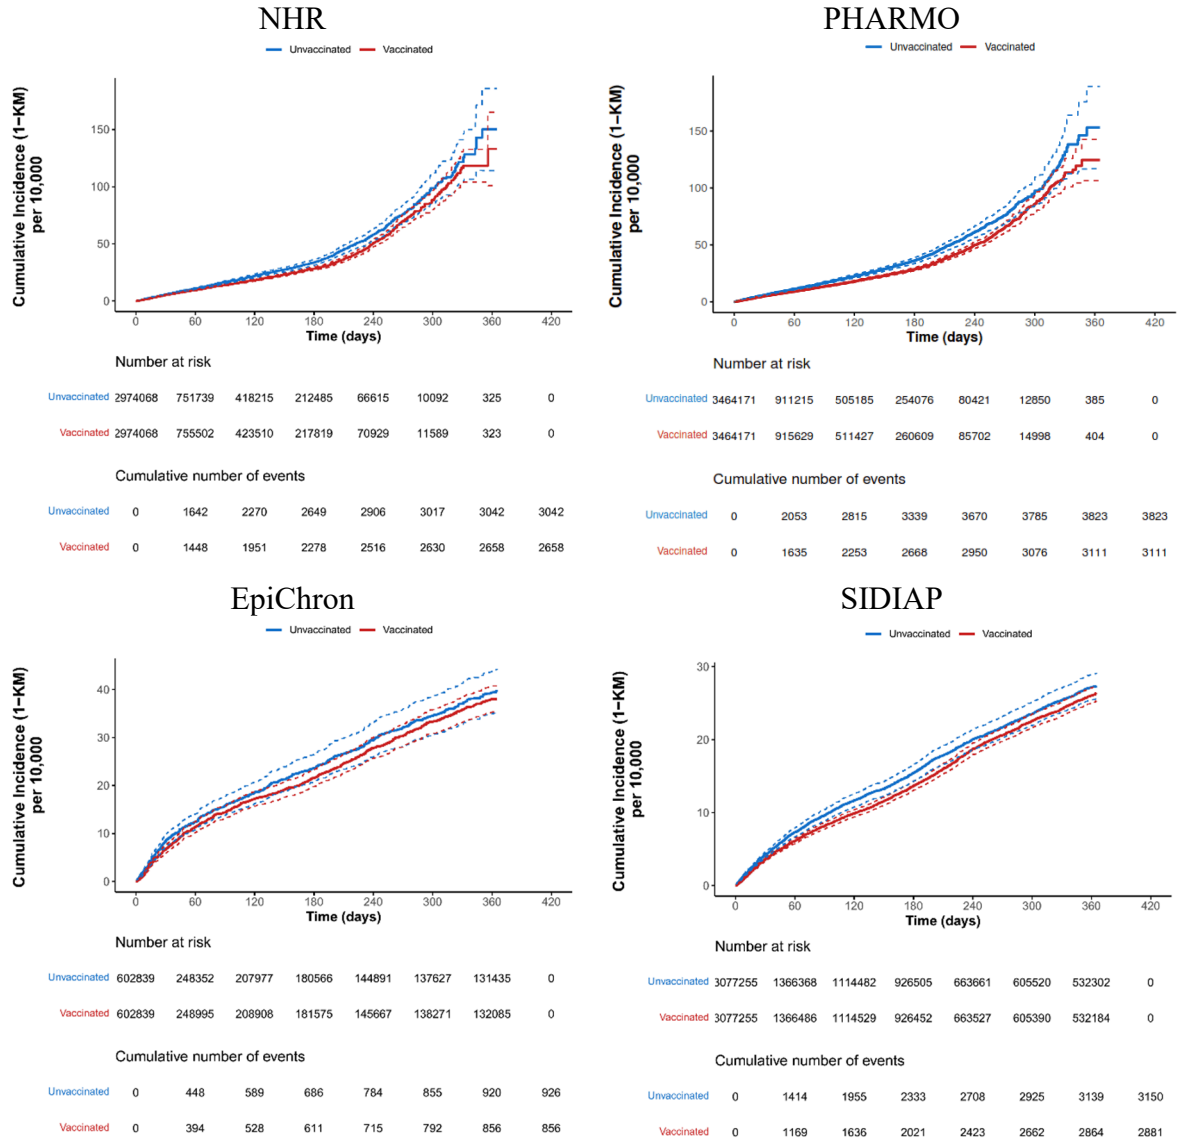 NHR
Unvaccinated Vaccinated
Cumulative Incidence (1−KM)
per 10,000
150
100
50
0
0 60 120 180 240 300 360 420
Time (days)
Number at risk
Unvaccinated 2974068 751739 418215 212485 66615 10092 325 0
Vaccinated 2974068 755502 423510 217819 70929 11589 323 0
Cumulative number of events
Unvaccinated 0 1642 2270 2649 2906 3017 3042 3042
Vaccinated 0 1448 1951 2278 2516 2630 2658 2658
PHARMO
Unvaccinated Vaccinated
Cumulative Incidence (1−KM)
per 10,000
150
100
50
0
0 60 120 180 240 300 360 420
Time (days)
Number at risk
Unvaccinated 3464171 911215 505185 254076 80421 12850 385 0
Vaccinated 3464171 915629 511427 260609 85702 14998 404 0
Cumulative number of events
Unvaccinated 0 2053 2815 3339 3670 3785 3823 3823
Vaccinated 0 1635 2253 2668 2950 3076 3111 3111
EpiChron
Unvaccinated Vaccinated
Cumulative Incidence (1−KM)
per 10,000
40
30
20
10
0
0 60 120 180 240 300 360 420
Time (days)
Number at risk
Unvaccinated 602839 248352 207977 180566 144891 137627 131435 0
Vaccinated 602839 248995 208908 181575 145667 138271 132085 0
Cumulative number of events
Unvaccinated 0 448 589 686 784 855 920 926
Vaccinated 0 394 528 611 715 792 856 856
SIDIAP
Unvaccinated Vaccinated
Cumulative Incidence (1−KM)
per 10,000
30
20
10
0
0 60 120 180 240 300 360 420
Time (days)
Number at risk
Unvaccinated 3077255 1366368 1114482 926505 663661 605520 532302 0
Vaccinated 3077255 1366486 1114529 926452 663527 605390 532184 0
Cumulative number of events
Unvaccinated 0 1414 1955 2333 2708 2925 3139 3150
Vaccinated 0 1169 1636 2021 2423 2662 2864 2881